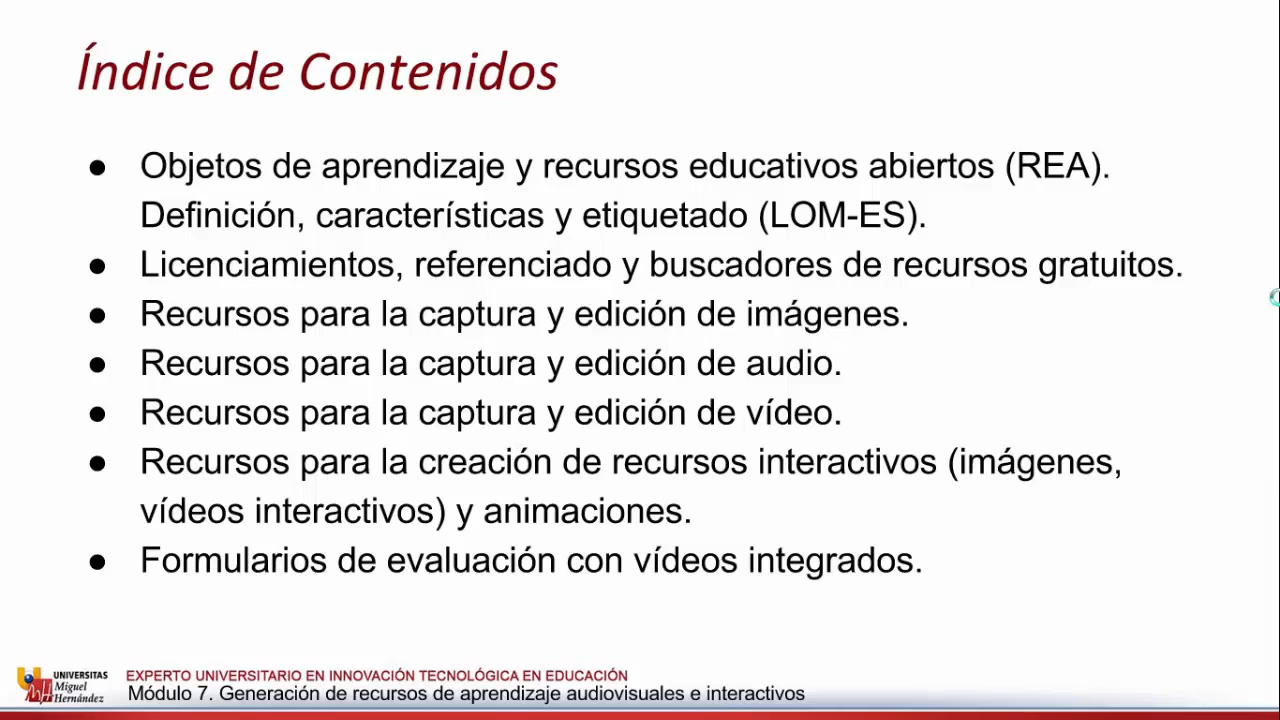 Índice de Contenidos
● Objetos de aprendizaje y recursos educativos abiertos (REA).
Definición, características y etiquetado (LOM-ES).
● Licenciamientos, referenciado y buscadores de recursos gratuitos.
● Recursos para la captura y edición de imágenes.
● Recursos para la captura y edición de audio.
● Recursos para la captura y edición de vídeo.
● Recursos para la creación de recursos interactivos (imágenes,
vídeos interactivos) y animaciones.
● Formularios de evaluación con vídeos integrados.
UNIVERSITAS
Miguel
Hernández
EXPERTO UNIVERSITARIO EN INNOVACIÓN TECNOLÓGICA EN EDUCACIÓN
Módulo 7. Generación de recursos de aprendizaje audiovisuales e interactivos